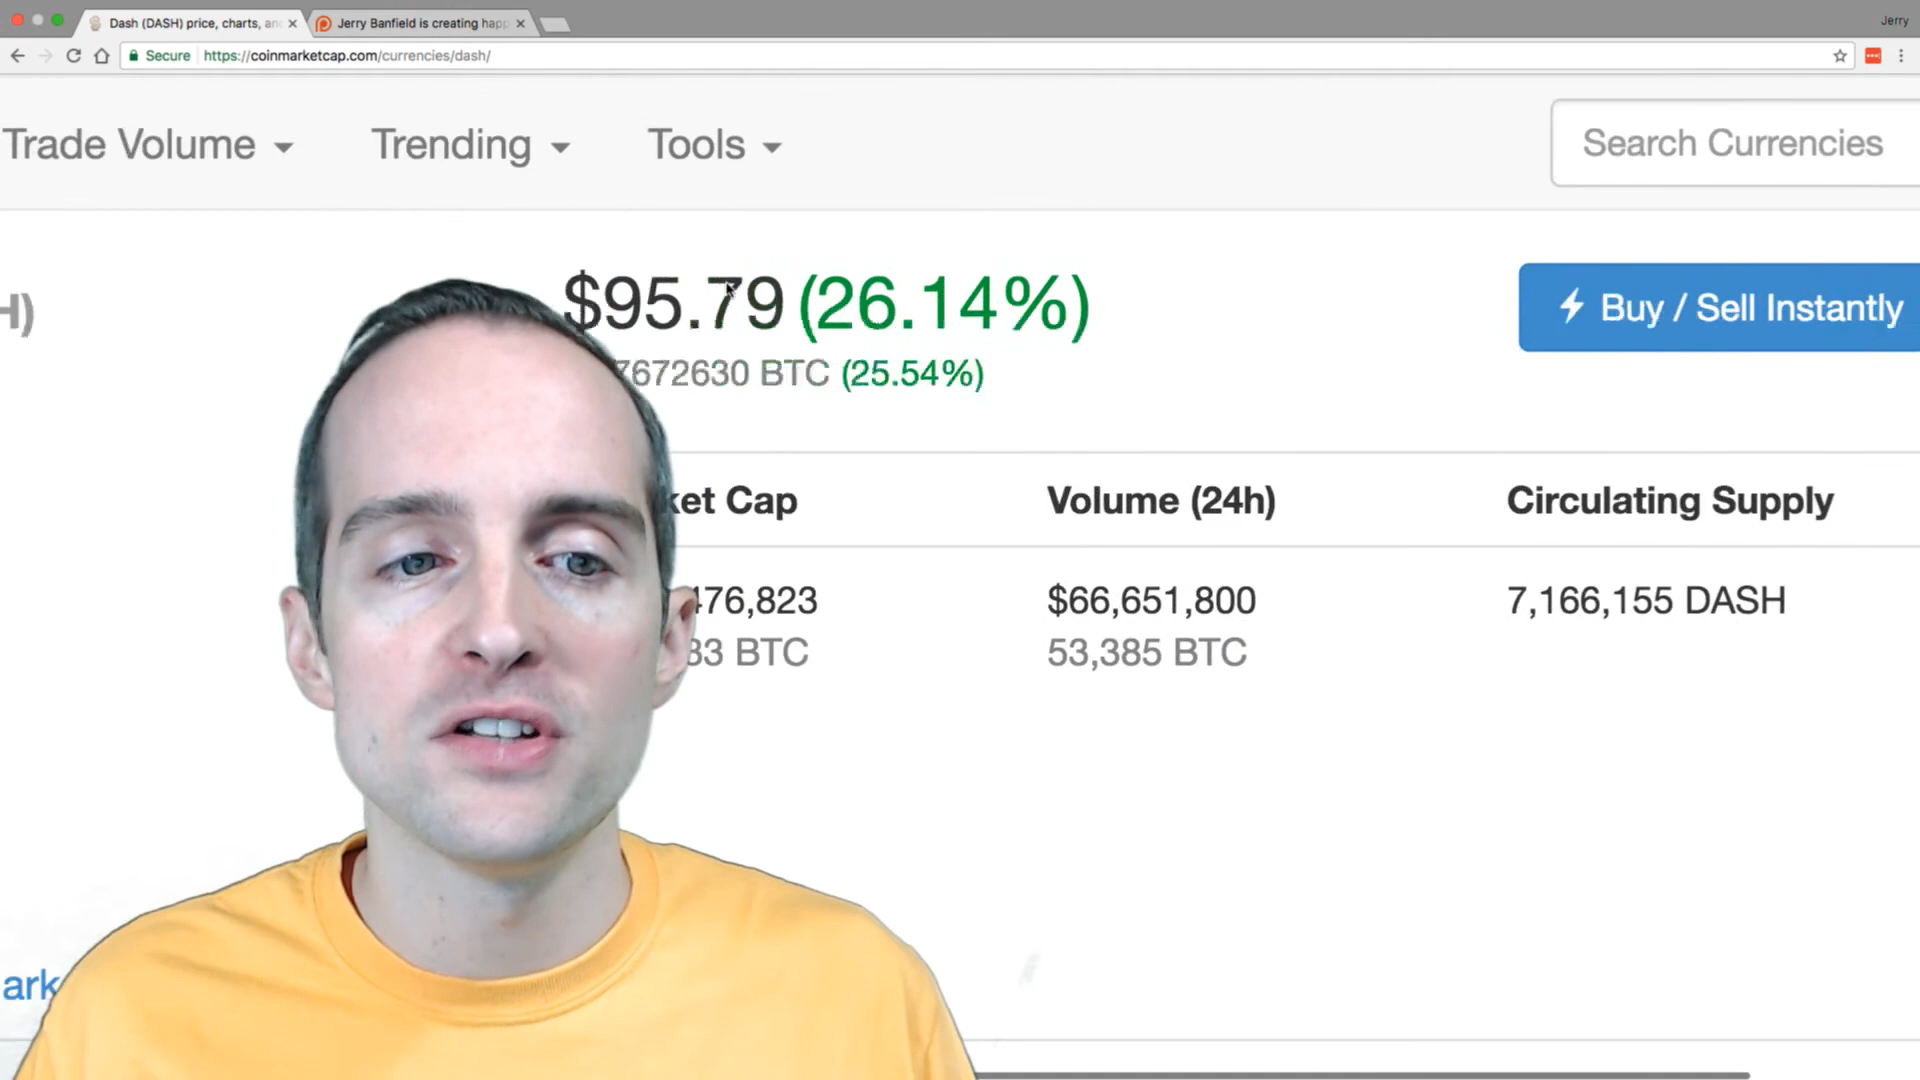 Dash (DASH) price, charts, an
Jerry Banfield is creating happ
Jerry
Secure https://coinmarketcap.com/currencies/dash/
Trade Volume Trending Tools Search Currencies
H) $95.79 (26.14%) Buy / Sell Instantly
7672630 BTC (25.54%)
ket Cap Volume (24h) Circulating Supply
476,823 $66,651,800 7,166,155 DASH
33 BTC 53,385 BTC
ark